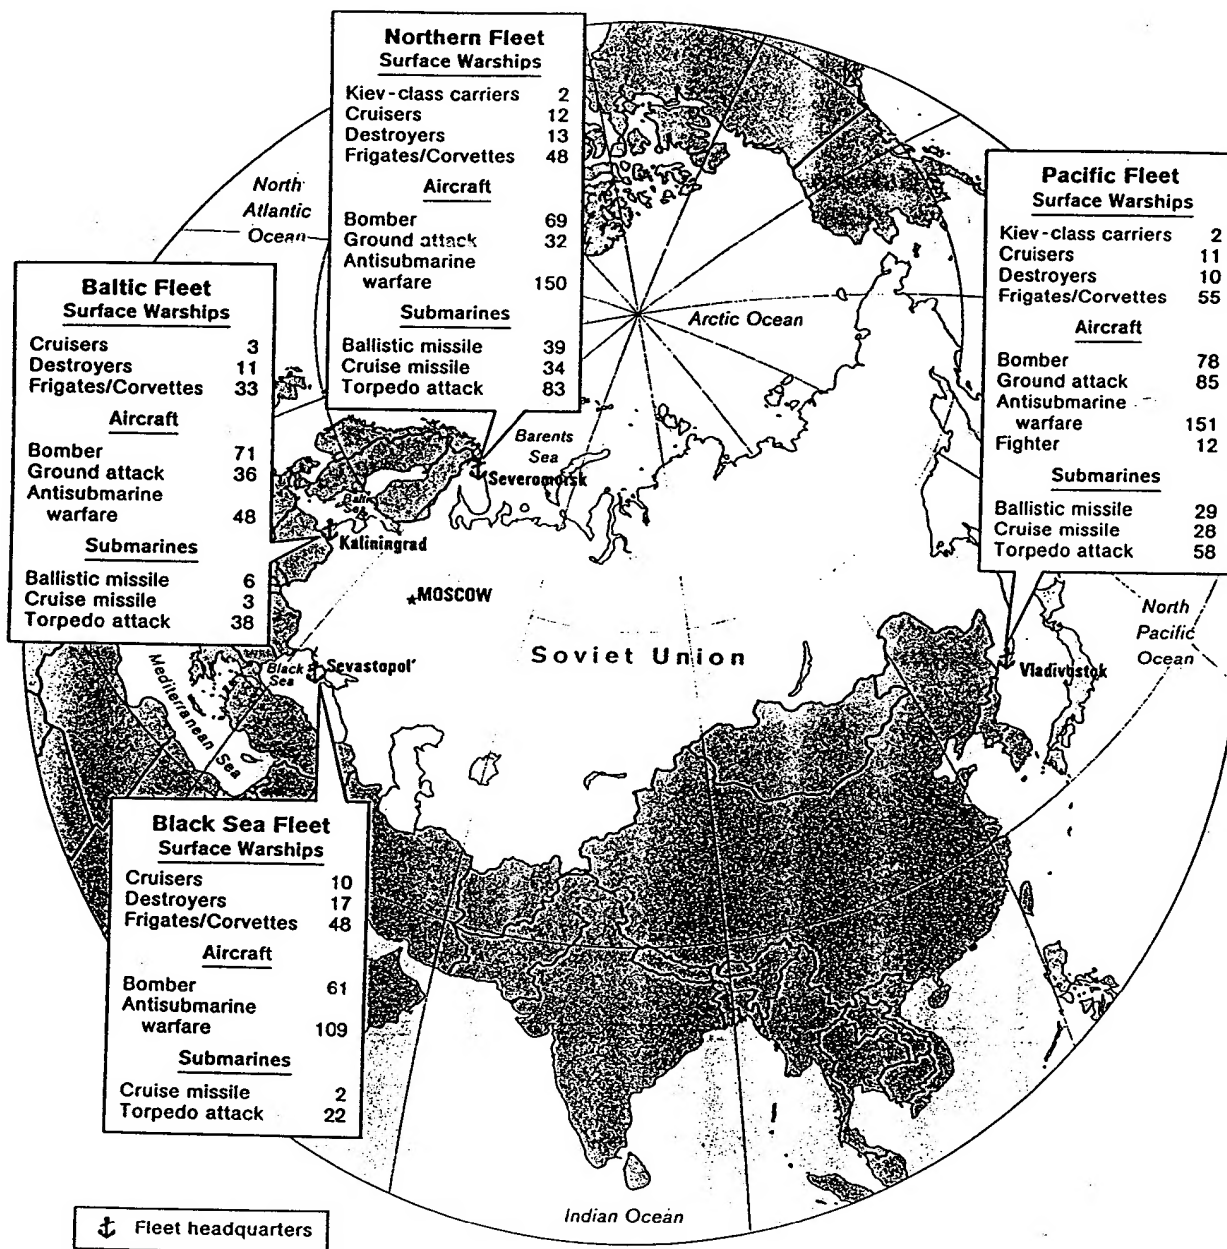 Northern Fleet
Surface Warships
Kiev-class carriers 2
Cruisers 12
Destroyers 13
Frigates/Corvettes 48
Aircraft
Bomber 69
Ground attack 32
Antisubmarine
warfare 150
Submarines
Ballistic missile 39
Cruise missile 34
Torpedo attack 83
Pacific Fleet
Surface Warships
Kiev-class carriers 2
Cruisers 11
Destroyers 10
Frigates/Corvettes 55
Aircraft
Bomber 78
Ground attack 85
Antisubmarine
warfare 151
Fighter 12
Submarines
Ballistic missile 29
Cruise missile 28
Torpedo attack 58
Baltic Fleet
Surface Warships
Cruisers 3
Destroyers 11
Frigates/Corvettes 33
Aircraft
Bomber 71
Ground attack 36
Antisubmarine
warfare 48
Submarines
Ballistic missile 6
Cruise missile 3
Torpedo attack 38
Black Sea Fleet
Surface Warships
Cruisers 10
Destroyers 17
Frigates/Corvettes 48
Aircraft
Bomber 61
Antisubmarine
warfare 109
Submarines
Cruise missile 2
Torpedo attack 22
North
Atlantic
Ocean
Arctic Ocean
Barents
Sea
Severomorsk
Baltic
Sea
Kaliningrad
MOSCOW
Soviet Union
Black
Sea
Sevastopol'
Mediterranean Sea
Vladivostok
North
Pacific
Ocean
Indian Ocean
Fleet headquarters